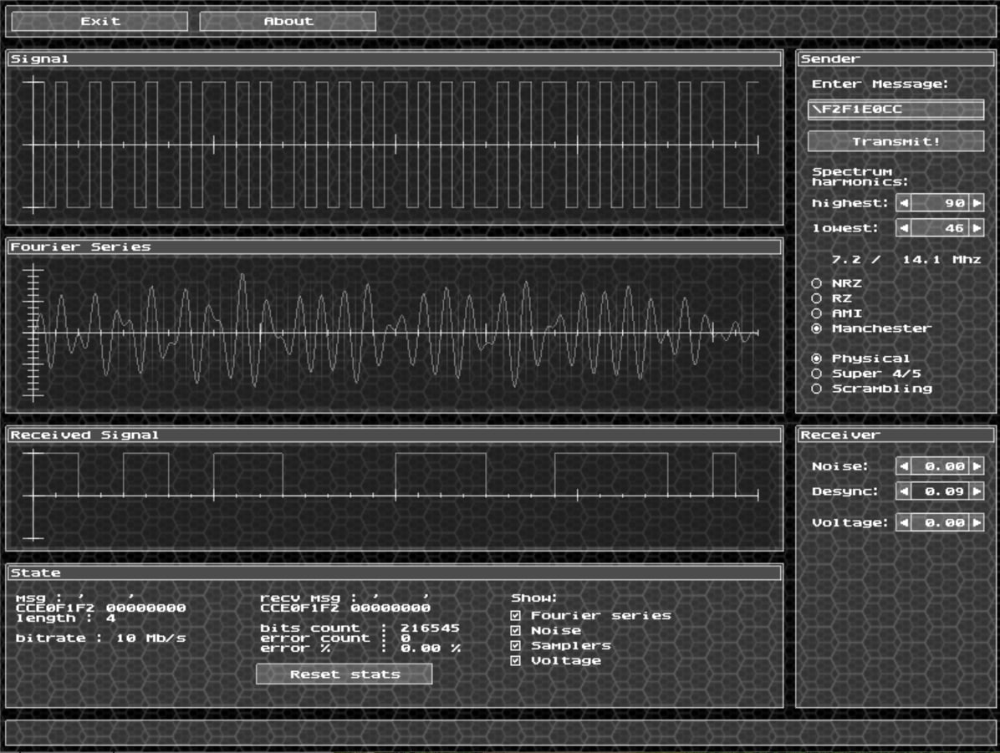 Exit
About
Signal
Fourier Series
Received Signal
State
msg : '      '
CCE0F1F2 00000000
length : 4
bitrate : 10 Mb/s
recv msg : '      '
CCE0F1F2 00000000
bits count : 216545
error count : 0
error % : 0.00 %
Reset stats
Show:
Fourier series
Noise
Samplers
Voltage
Sender
Enter Message:
\F2F1E0CC
Transmit!
Spectrum
harmonics:
highest: 90
lowest: 46
7.2 / 14.1 Mhz
NRZ
RZ
AMI
Manchester
Physical
Super 4/5
Scrambling
Receiver
Noise: 0.00
Desync: 0.09
Voltage: 0.00